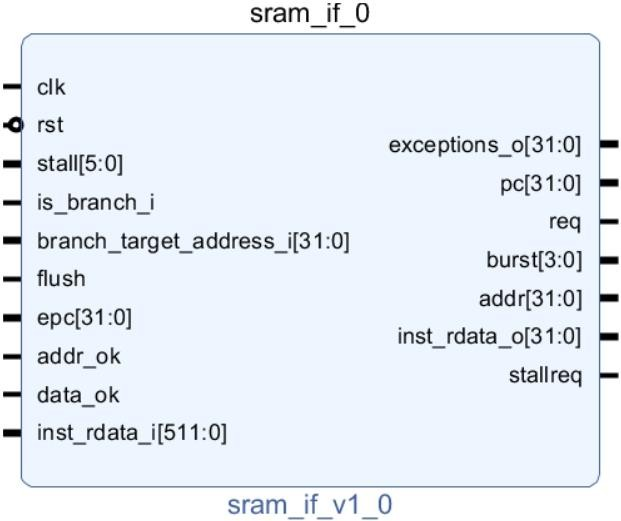 sram_if_0
clk
rst
stall[5:0]
is_branch_i
branch_target_address_i[31:0]
flush
epc[31:0]
addr_ok
data_ok
inst_rdata_i[511:0]
exceptions_o[31:0]
pc[31:0]
req
burst[3:0]
addr[31:0]
inst_rdata_o[31:0]
stallreq
sram_if_v1_0